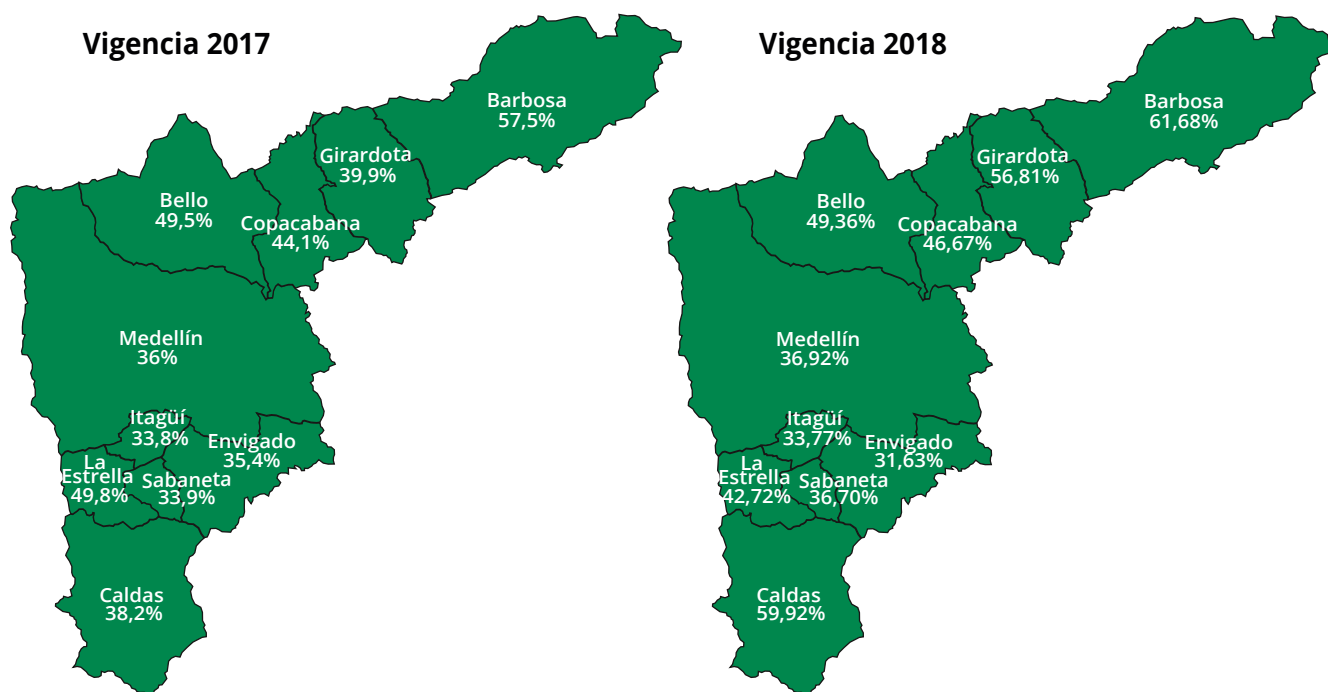 Vigencia 2017
Barbosa
57,5%
Girardota
39,9%
Bello
49,5%
Copacabana
44,1%
Medellín
36%
Itagüí
33,8%
Envigado
35,4%
La
Estrella
49,8%
Sabaneta
33,9%
Caldas
38,2%
Vigencia 2018
Barbosa
61,68%
Girardota
56,81%
Bello
49,36%
Copacabana
46,67%
Medellín
36,92%
Itagüí
33,77%
Envigado
31,63%
La
Estrella
42,72%
Sabaneta
36,70%
Caldas
59,92%